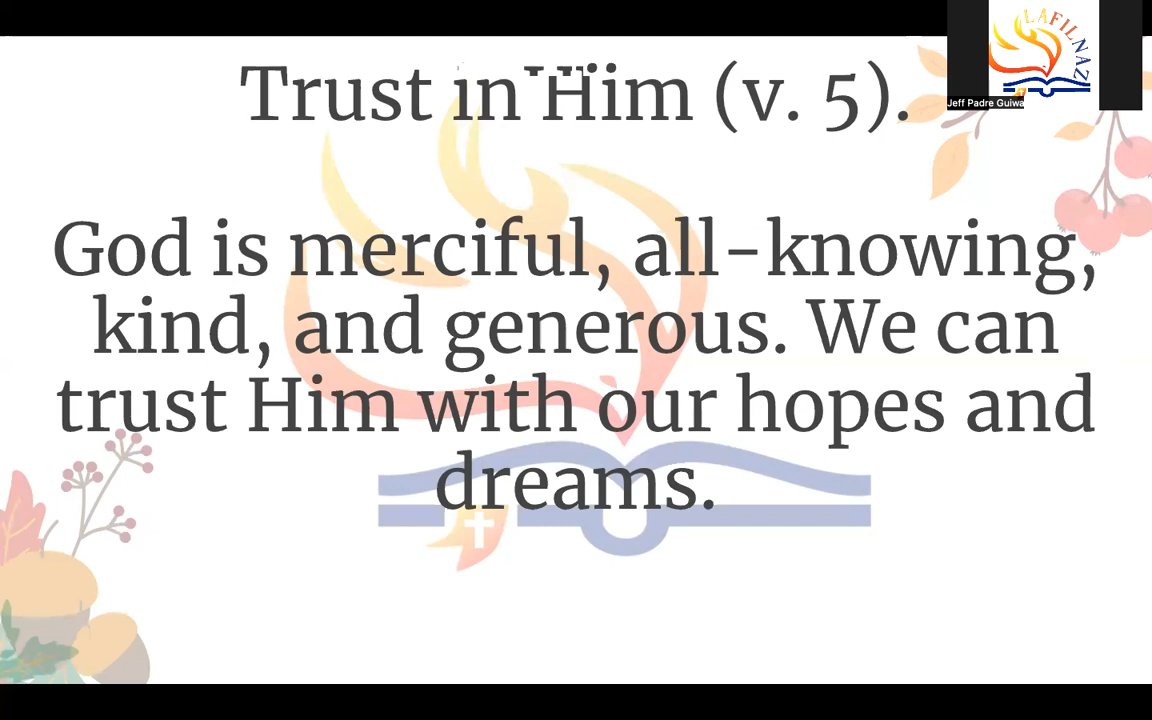 Trust in Him (v. 5).
God is merciful, all-knowing,
kind, and generous. We can
trust Him with our hopes and
dreams.
LAFILNAZ
Jeff Padre Guiwa